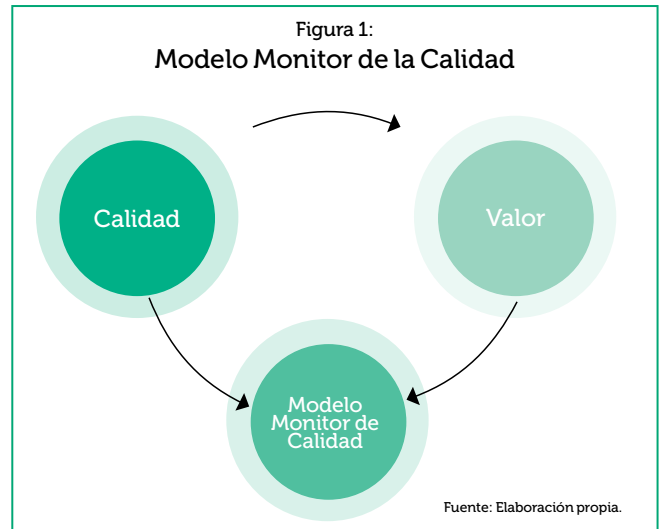 Figura 1:
Modelo Monitor de la Calidad
Calidad
Valor
Modelo
Monitor de
Calidad
Fuente: Elaboración propia.